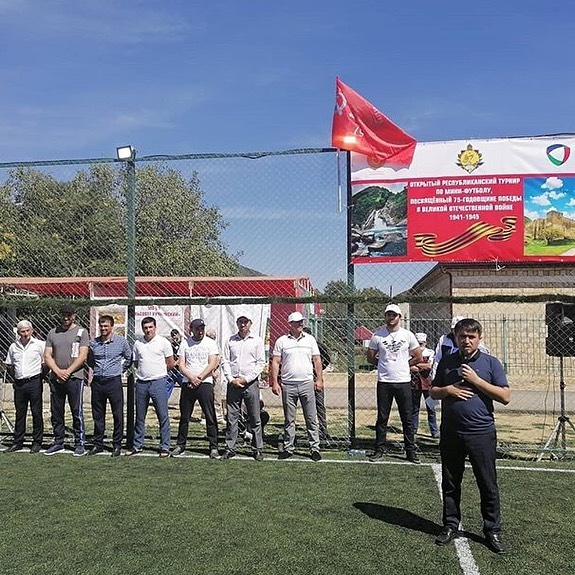 ОТКРЫТЫЙ РЕСПУБЛИКАНСКИЙ ТУРНИР
ПО МИНИ-ФУТБОЛУ,
ПОСВЯЩЁННЫЙ 75-ГОДОВЩИНЕ ПОБЕДЫ
В ВЕЛИКОЙ ОТЕЧЕСТВЕННОЙ ВОЙНЕ
1941-1945